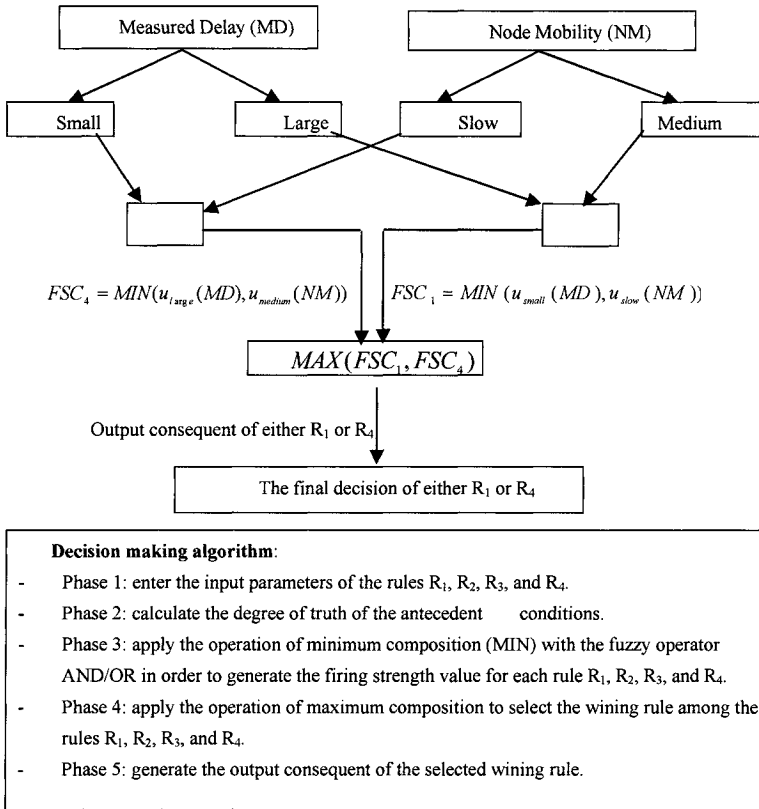 Measured Delay (MD)
Node Mobility (NM)
Small
Large
Slow
Medium
FSC₄ = MIN(u_large(MD), u_medium(NM))
FSC₁ = MIN (u_small (MD), u_slow (NM))
MAX(FSC₁, FSC₄)
Output consequent of either R₁ or R₄
The final decision of either R₁ or R₄
Decision making algorithm:
- Phase 1: enter the input parameters of the rules R₁, R₂, R₃, and R₄.
- Phase 2: calculate the degree of truth of the antecedent conditions.
- Phase 3: apply the operation of minimum composition (MIN) with the fuzzy operator
AND/OR in order to generate the firing strength value for each rule R₁, R₂, R₃, and R₄.
- Phase 4: apply the operation of maximum composition to select the wining rule among the
rules R₁, R₂, R₃, and R₄.
- Phase 5: generate the output consequent of the selected wining rule.